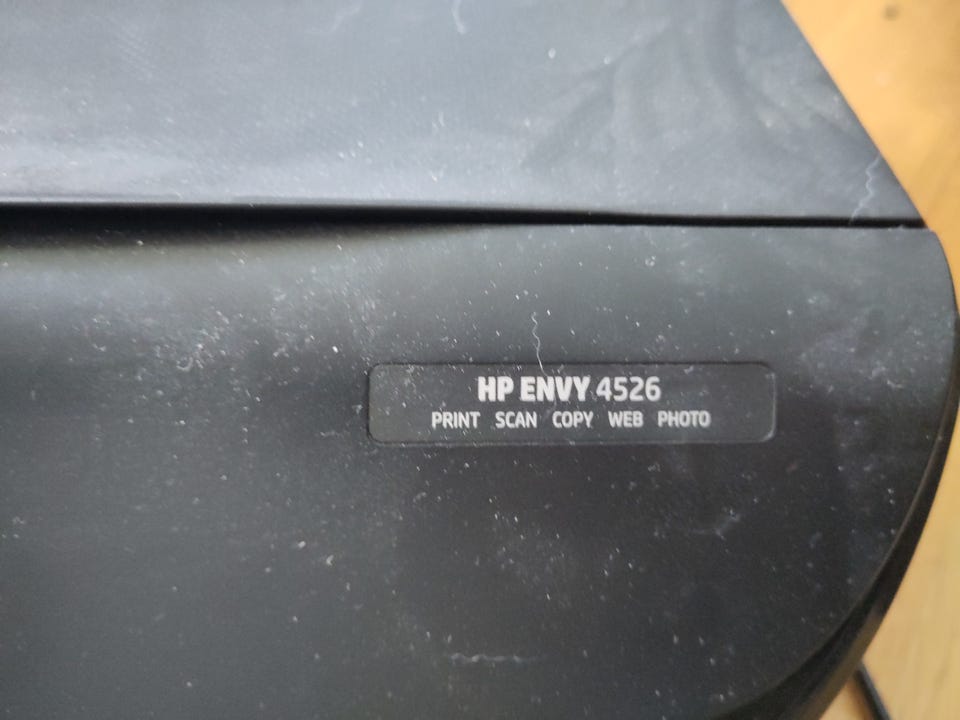 HP ENVY 4526
PRINT SCAN COPY WEB PHOTO